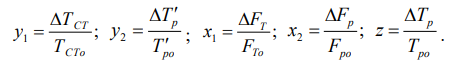 y₁ = ΔT_CT / T_CTo; y₂ = ΔT′_p / T′_po; x₁ = ΔF_T / F_To; x₂ = ΔF_p / F_po; z = ΔT_p / T_po.